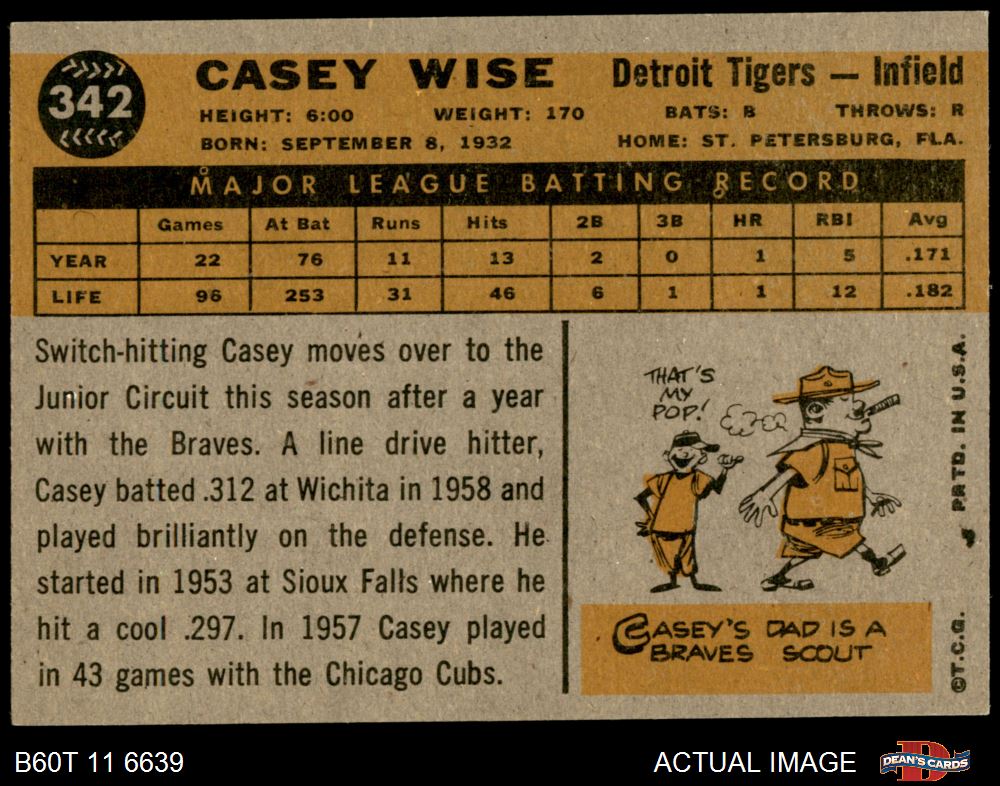 342
CASEY WISE
Detroit Tigers — Infield
HEIGHT: 6:00 WEIGHT: 170 BATS: B THROWS: R
BORN: SEPTEMBER 8, 1932 HOME: ST. PETERSBURG, FLA.
MAJOR LEAGUE BATTING RECORD
Games At Bat Runs Hits 2B 3B HR RBI Avg
YEAR 22 76 11 13 2 0 1 5 .171
LIFE 96 253 31 46 6 1 1 12 .182
Switch-hitting Casey moves over to the
Junior Circuit this season after a year
with the Braves. A line drive hitter,
Casey batted .312 at Wichita in 1958 and
played brilliantly on the defense. He
started in 1953 at Sioux Falls where he
hit a cool .297. In 1957 Casey played
in 43 games with the Chicago Cubs.
THAT'S
MY
POP!
CASEY'S DAD IS A
BRAVES SCOUT
©T.C.G. PRTD. IN U.S.A.
B60T 11 6639
ACTUAL IMAGE
D
DEAN'S CARDS